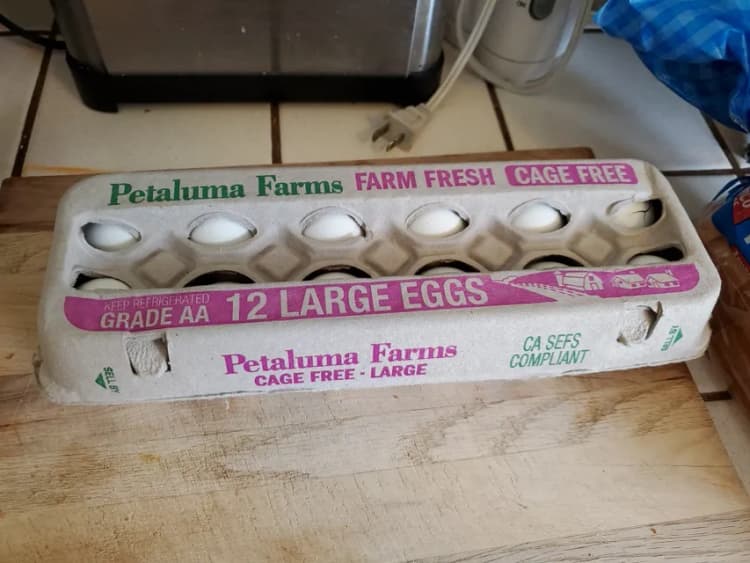 Petaluma Farms FARM FRESH CAGE FREE
KEEP REFRIGERATED
GRADE AA 12 LARGE EGGS
Petaluma Farms
CAGE FREE - LARGE
CA SEFS
COMPLIANT
SELL BY
SELL BY